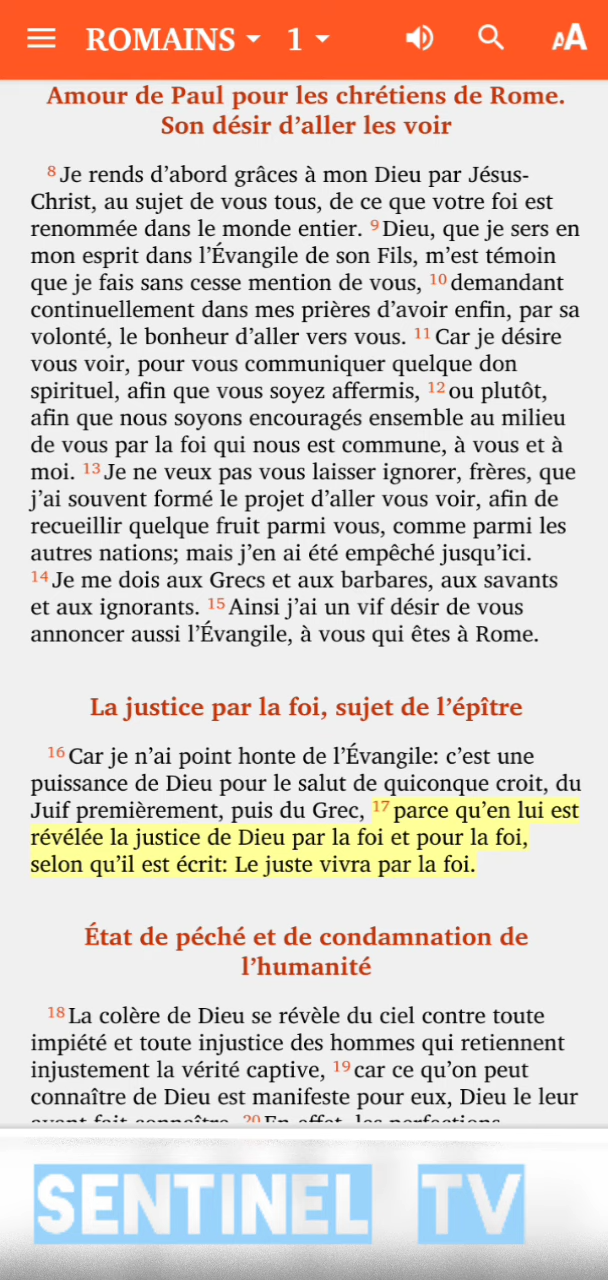 ROMAINS 1 AA
Amour de Paul pour les chrétiens de Rome.
Son désir d’aller les voir
8 Je rends d’abord grâces à mon Dieu par Jésus-
Christ, au sujet de vous tous, de ce que votre foi est
renommée dans le monde entier. 9 Dieu, que je sers en
mon esprit dans l’Évangile de son Fils, m’est témoin
que je fais sans cesse mention de vous, 10 demandant
continuellement dans mes prières d’avoir enfin, par sa
volonté, le bonheur d’aller vers vous. 11 Car je désire
vous voir, pour vous communiquer quelque don
spirituel, afin que vous soyez affermis, 12 ou plutôt,
afin que nous soyons encouragés ensemble au milieu
de vous par la foi qui nous est commune, à vous et à
moi. 13 Je ne veux pas vous laisser ignorer, frères, que
j’ai souvent formé le projet d’aller vous voir, afin de
recueillir quelque fruit parmi vous, comme parmi les
autres nations; mais j’en ai été empêché jusqu’ici.
14 Je me dois aux Grecs et aux barbares, aux savants
et aux ignorants. 15 Ainsi j’ai un vif désir de vous
annoncer aussi l’Évangile, à vous qui êtes à Rome.
La justice par la foi, sujet de l’épître
16 Car je n’ai point honte de l’Évangile: c’est une
puissance de Dieu pour le salut de quiconque croit, du
Juif premièrement, puis du Grec, 17 parce qu’en lui est
révélée la justice de Dieu par la foi et pour la foi,
selon qu’il est écrit: Le juste vivra par la foi.
État de péché et de condamnation de
l’humanité
18 La colère de Dieu se révèle du ciel contre toute
impiété et toute injustice des hommes qui retiennent
injustement la vérité captive, 19 car ce qu’on peut
connaître de Dieu est manifeste pour eux, Dieu le leur
ayant fait connaître. 20 En effet, les perfections
SENTINEL TV